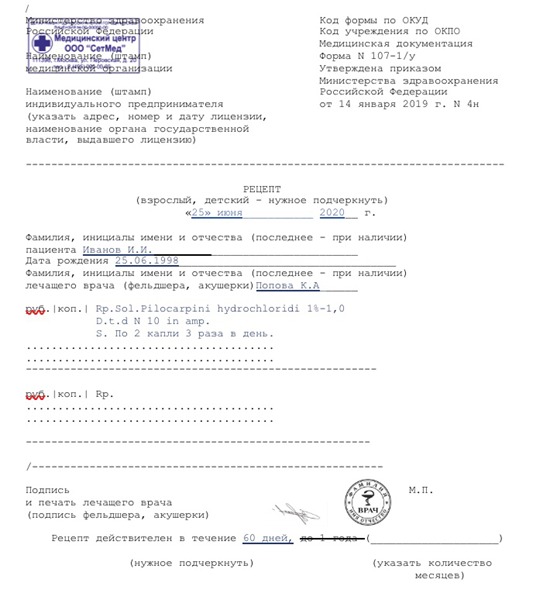 /
Министерство здравоохранения
Российской Федерации
Медицинский центр
ООО "СетМед"
Наименование (штамп)
медицинской организации
Код формы по ОКУД
Код учреждения по ОКПО
Медицинская документация
Форма N 107-1/у
Утверждена приказом
Министерства здравоохранения
Российской Федерации
от 14 января 2019 г. N 4н
Наименование (штамп)
индивидуального предпринимателя
(указать адрес, номер и дату лицензии,
наименование органа государственной
власти, выдавшего лицензию)
РЕЦЕПТ
(взрослый, детский - нужное подчеркнуть)
«25» июня 2020 г.
Фамилия, инициалы имени и отчества (последнее - при наличии)
пациента Иванов И.И.
Дата рождения 25.06.1998
Фамилия, инициалы имени и отчества (последнее - при наличии)
лечащего врача (фельдшера, акушерки)Попова К.А
руб.|коп.| Rp.Sol.Pilocarpini hydrochloridi 1%-1,0
D.t.d N 10 in amp.
S. По 2 капли 3 раза в день.
руб.|коп.| Rp.
/
Подпись
и печать лечащего врача
(подпись фельдшера, акушерки)
ФАМИЛИЯ
ВРАЧ
ИМЯ ОТЧЕСТВО
М.П.
Рецепт действителен в течение 60 дней, до 1 года (____________________)
(нужное подчеркнуть)
(указать количество
месяцев)